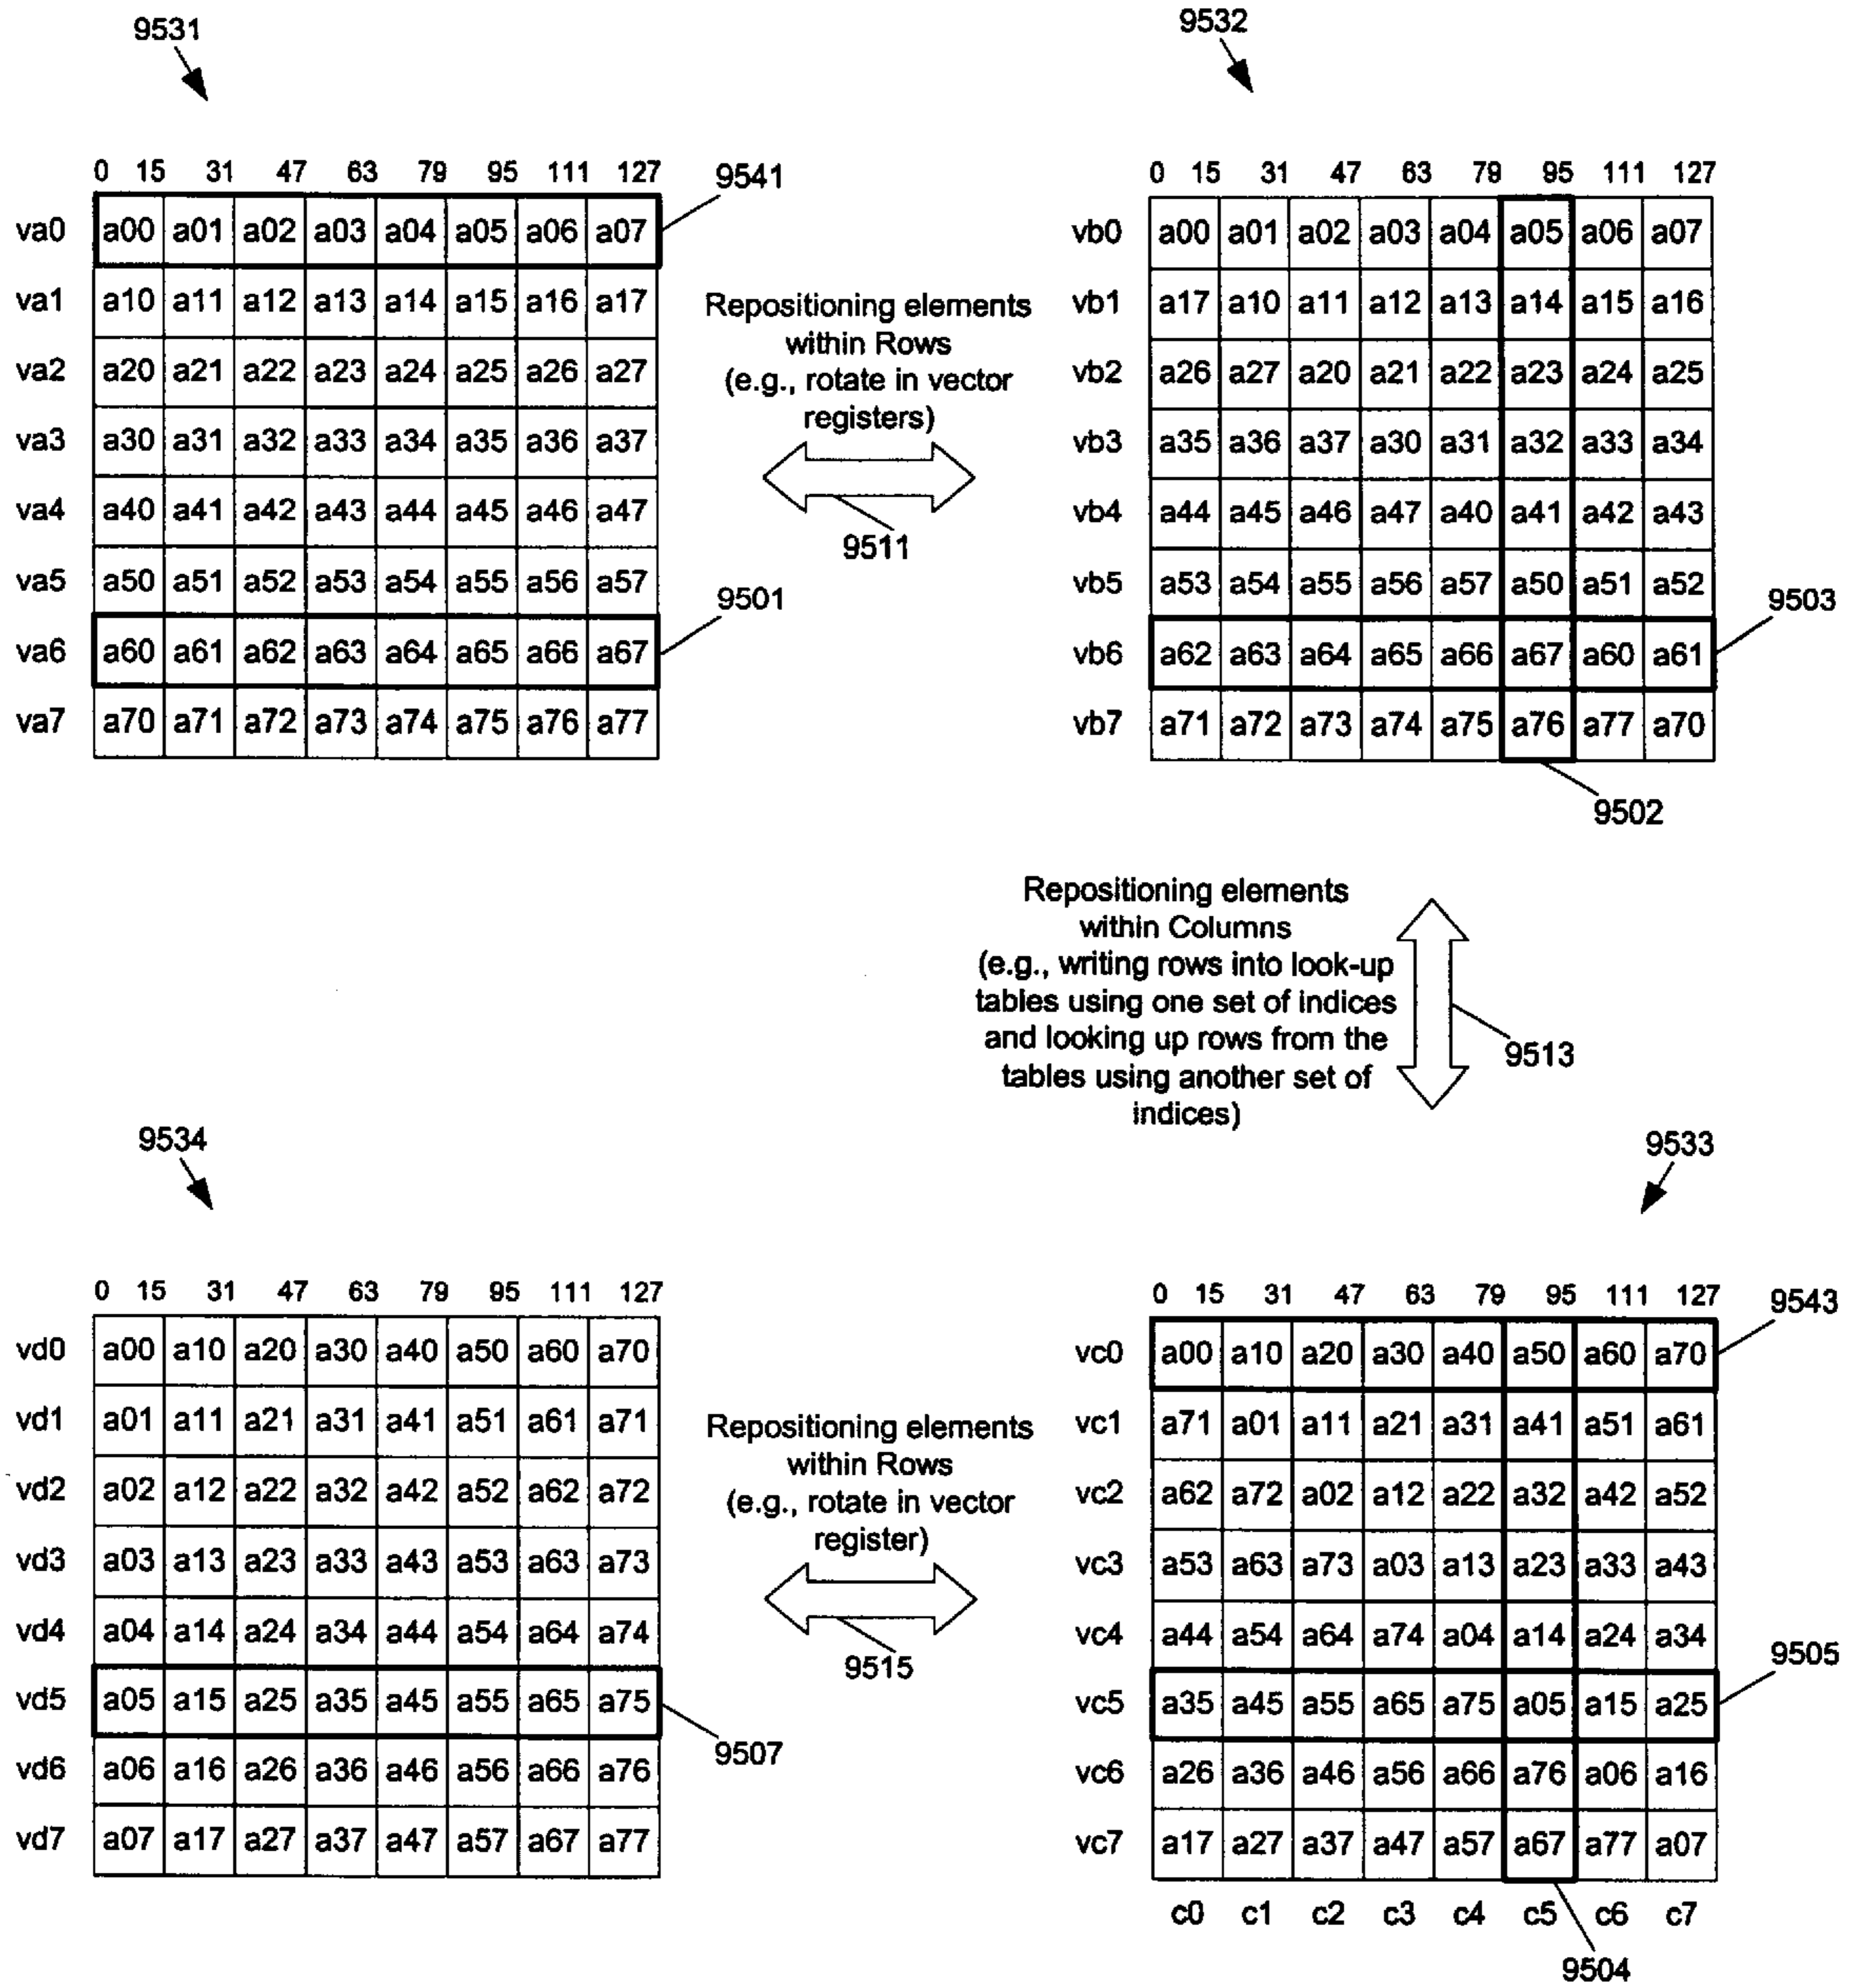 9531
9532
0 15 31 47 63 79 95 111 127
9541
va0 a00 a01 a02 a03 a04 a05 a06 a07
va1 a10 a11 a12 a13 a14 a15 a16 a17
va2 a20 a21 a22 a23 a24 a25 a26 a27
va3 a30 a31 a32 a33 a34 a35 a36 a37
va4 a40 a41 a42 a43 a44 a45 a46 a47
va5 a50 a51 a52 a53 a54 a55 a56 a57
9501
va6 a60 a61 a62 a63 a64 a65 a66 a67
va7 a70 a71 a72 a73 a74 a75 a76 a77
Repositioning elements
within Rows
(e.g., rotate in vector
registers)
9511
0 15 31 47 63 79 95 111 127
vb0 a00 a01 a02 a03 a04 a05 a06 a07
vb1 a17 a10 a11 a12 a13 a14 a15 a16
vb2 a26 a27 a20 a21 a22 a23 a24 a25
vb3 a35 a36 a37 a30 a31 a32 a33 a34
vb4 a44 a45 a46 a47 a40 a41 a42 a43
vb5 a53 a54 a55 a56 a57 a50 a51 a52
9503
vb6 a62 a63 a64 a65 a66 a67 a60 a61
vb7 a71 a72 a73 a74 a75 a76 a77 a70
9502
Repositioning elements
within Columns
(e.g., writing rows into look-up
tables using one set of indices
and looking up rows from the
tables using another set of
indices)
9513
9534
9533
0 15 31 47 63 79 95 111 127
vd0 a00 a10 a20 a30 a40 a50 a60 a70
vd1 a01 a11 a21 a31 a41 a51 a61 a71
vd2 a02 a12 a22 a32 a42 a52 a62 a72
vd3 a03 a13 a23 a33 a43 a53 a63 a73
vd4 a04 a14 a24 a34 a44 a54 a64 a74
vd5 a05 a15 a25 a35 a45 a55 a65 a75
9507
vd6 a06 a16 a26 a36 a46 a56 a66 a76
vd7 a07 a17 a27 a37 a47 a57 a67 a77
Repositioning elements
within Rows
(e.g., rotate in vector
register)
9515
0 15 31 47 63 79 95 111 127
9543
vc0 a00 a10 a20 a30 a40 a50 a60 a70
vc1 a71 a01 a11 a21 a31 a41 a51 a61
vc2 a62 a72 a02 a12 a22 a32 a42 a52
vc3 a53 a63 a73 a03 a13 a23 a33 a43
vc4 a44 a54 a64 a74 a04 a14 a24 a34
9505
vc5 a35 a45 a55 a65 a75 a05 a15 a25
vc6 a26 a36 a46 a56 a66 a76 a06 a16
vc7 a17 a27 a37 a47 a57 a67 a77 a07
c0 c1 c2 c3 c4 c5 c6 c7
9504